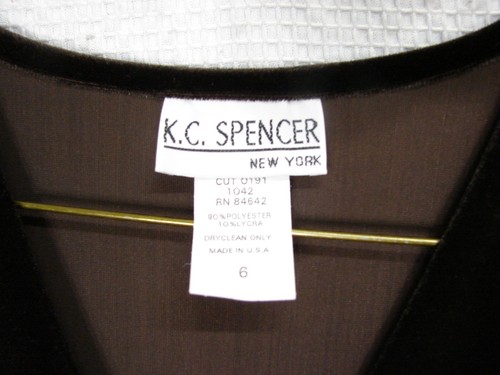 K.C. SPENCER
NEW YORK
CUT 0191
1042
RN 84642
90%POLYESTER
10%LYCRA
DRYCLEAN ONLY
MADE IN U.S.A
6